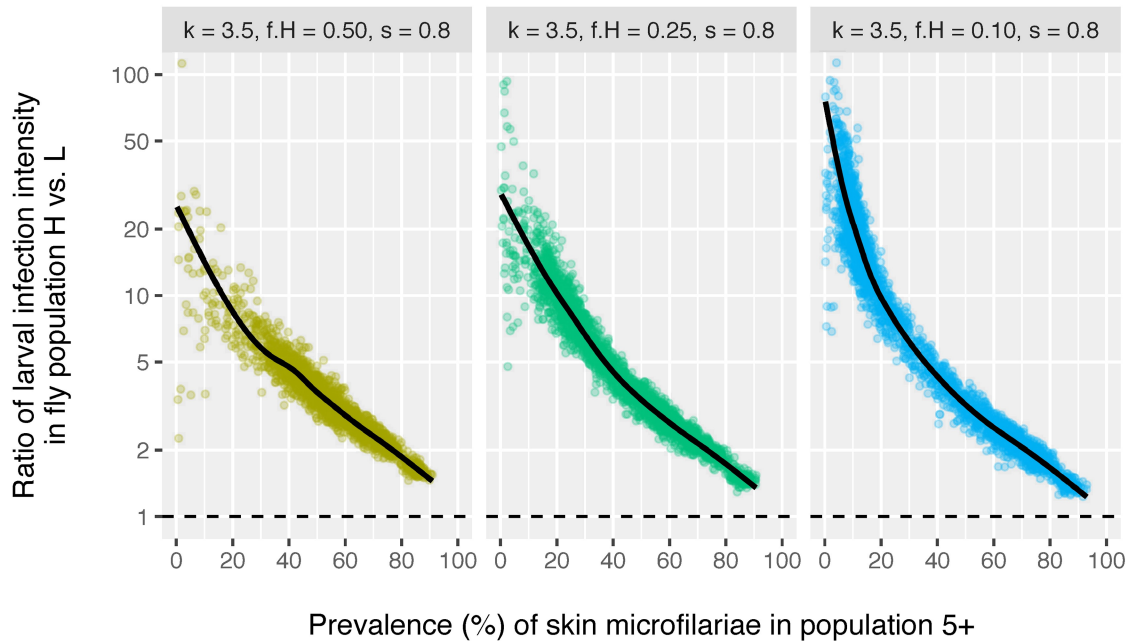 k = 3.5, f.H = 0.50, s = 0.8
k = 3.5, f.H = 0.25, s = 0.8
k = 3.5, f.H = 0.10, s = 0.8
Ratio of larval infection intensity
in fly population H vs. L
100
50
20
10
5
2
1
0 20 40 60 80 100
0 20 40 60 80 100
0 20 40 60 80 100
Prevalence (%) of skin microfilariae in population 5+